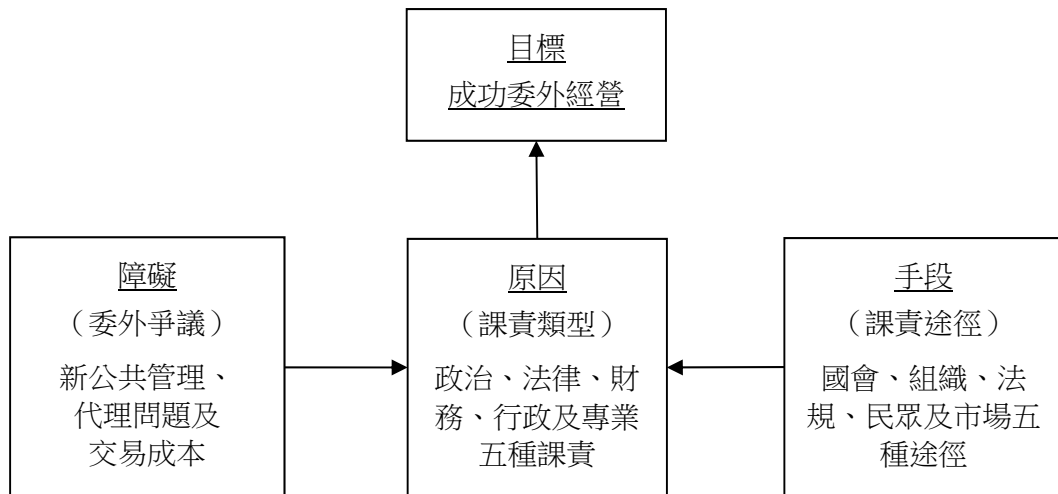 目標
成功委外經營
障礙
（委外爭議）
新公共管理、
代理問題及
交易成本
原因
（課責類型）
政治、法律、財
務、行政及專業
五種課責
手段
（課責途徑）
國會、組織、法
規、民眾及市場五
種途徑